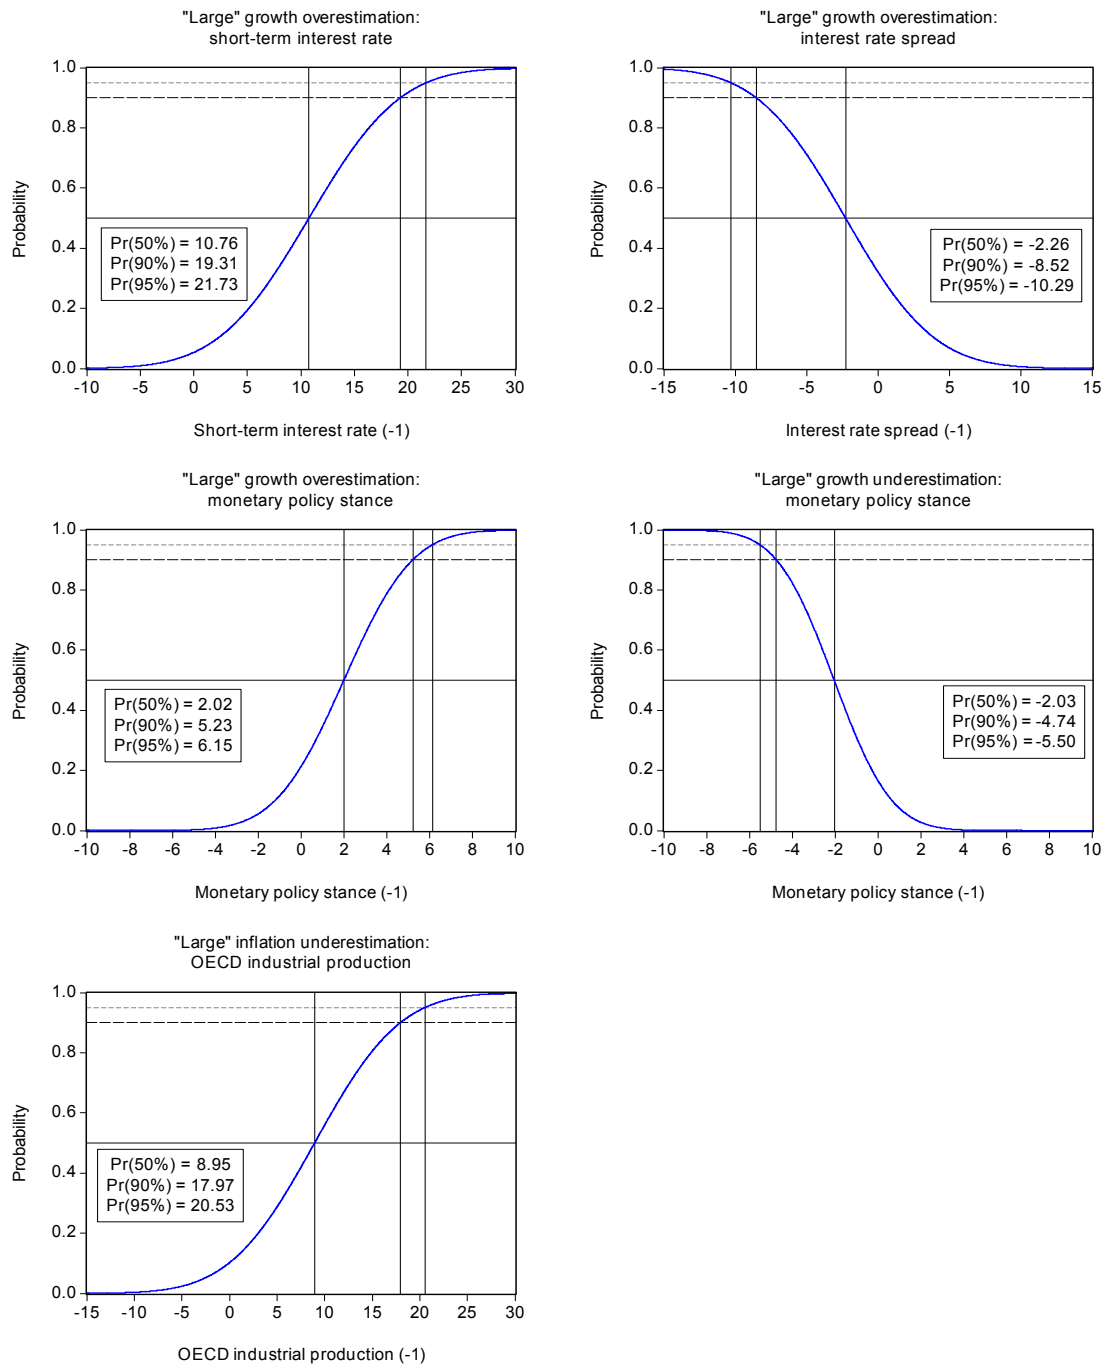 "Large" growth overestimation:
short-term interest rate
1.0
0.8
0.6
0.4
0.2
0.0
Probability
Pr(50%) = 10.76
Pr(90%) = 19.31
Pr(95%) = 21.73
-10 -5 0 5 10 15 20 25 30
Short-term interest rate (-1)
"Large" growth overestimation:
interest rate spread
1.0
0.8
0.6
0.4
0.2
0.0
Probability
Pr(50%) = -2.26
Pr(90%) = -8.52
Pr(95%) = -10.29
-15 -10 -5 0 5 10 15
Interest rate spread (-1)
"Large" growth overestimation:
monetary policy stance
1.0
0.8
0.6
0.4
0.2
0.0
Probability
Pr(50%) = 2.02
Pr(90%) = 5.23
Pr(95%) = 6.15
-10 -8 -6 -4 -2 0 2 4 6 8 10
Monetary policy stance (-1)
"Large" growth underestimation:
monetary policy stance
1.0
0.8
0.6
0.4
0.2
0.0
Probability
Pr(50%) = -2.03
Pr(90%) = -4.74
Pr(95%) = -5.50
-10 -8 -6 -4 -2 0 2 4 6 8 10
Monetary policy stance (-1)
"Large" inflation underestimation:
OECD industrial production
1.0
0.8
0.6
0.4
0.2
0.0
Probability
Pr(50%) = 8.95
Pr(90%) = 17.97
Pr(95%) = 20.53
-15 -10 -5 0 5 10 15 20 25 30
OECD industrial production (-1)